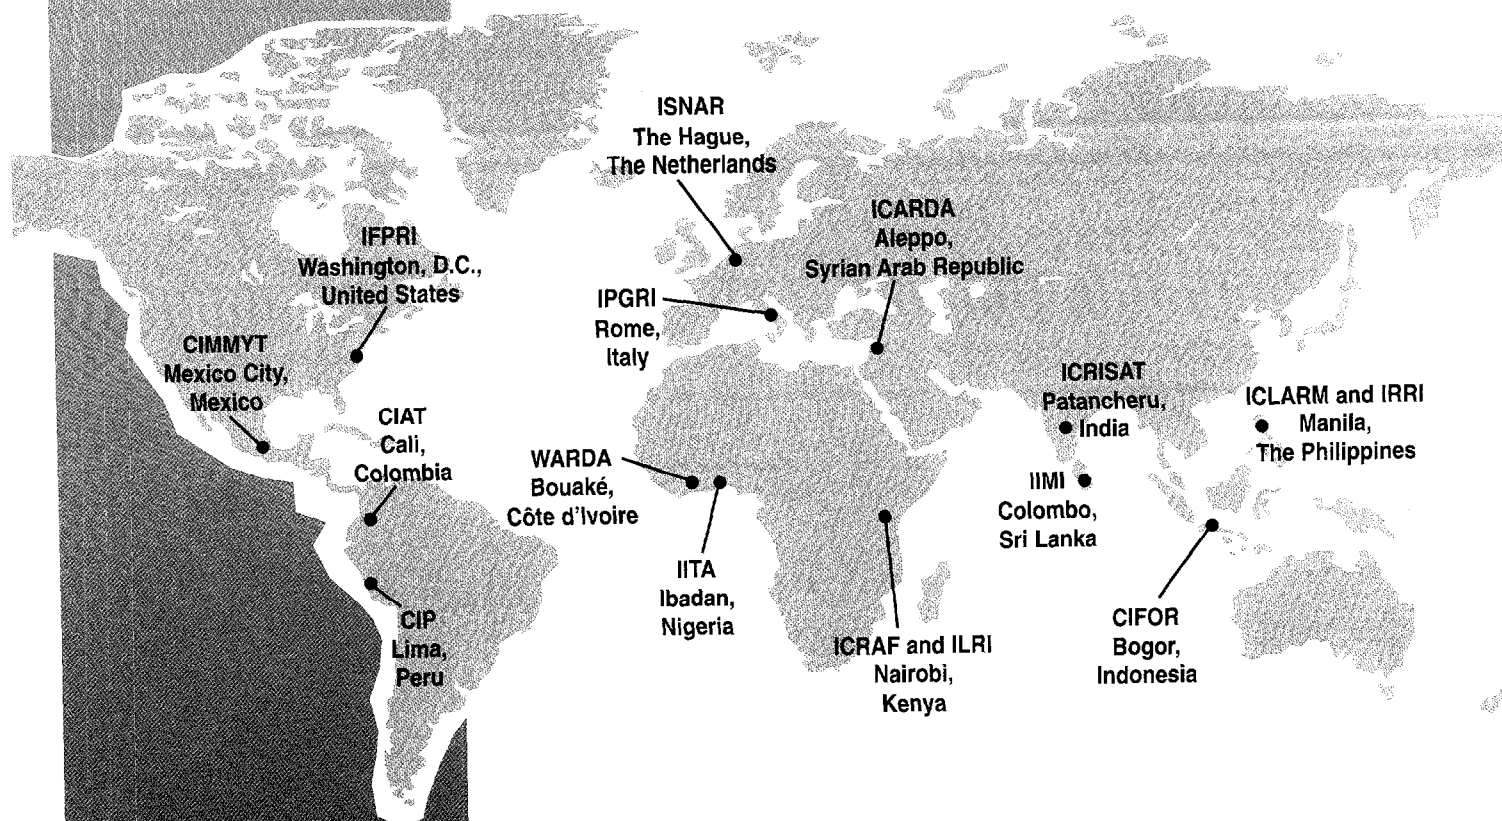 ISNAR
The Hague,
The Netherlands
ICARDA
Aleppo,
Syrian Arab Republic
IFPRI
Washington, D.C.,
United States
IPGRI
Rome,
Italy
CIMMYT
Mexico City,
Mexico
ICRISAT
Patancheru,
India
ICLARM and IRRI
Manila,
The Philippines
CIAT
Cali,
Colombia
WARDA
Bouaké,
Côte d'Ivoire
IIMI
Colombo,
Sri Lanka
IITA
Ibadan,
Nigeria
CIP
Lima,
Peru
ICRAF and ILRI
Nairobi,
Kenya
CIFOR
Bogor,
Indonesia